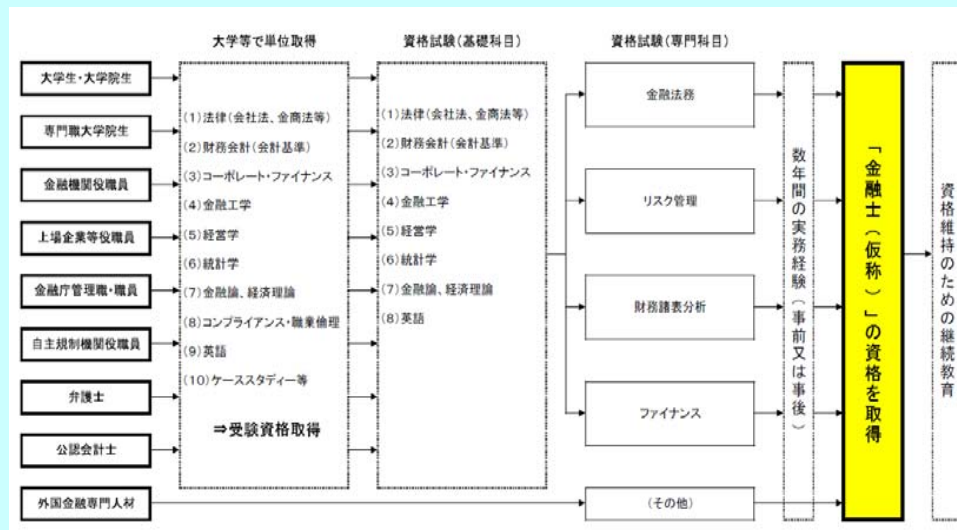 大学等で単位取得
資格試験(基礎科目)
資格試験(専門科目)
大学生・大学院生
専門職大学院生
金融機関役職員
上場企業等役職員
金融庁管理職・職員
自主規制機関役職員
弁護士
公認会計士
外国金融専門人材
(1)法律(会社法、金商法等)
(2)財務会計(会計基準)
(3)コーポレート・ファイナンス
(4)金融工学
(5)経営学
(6)統計学
(7)金融論、経済理論
(8)コンプライアンス・職業倫理
(9)英語
(10)ケーススタディー等
⇒受験資格取得
(1)法律(会社法、金商法等)
(2)財務会計(会計基準)
(3)コーポレート・ファイナンス
(4)金融工学
(5)経営学
(6)統計学
(7)金融論、経済理論
(8)英語
金融法務
リスク管理
財務諸表分析
ファイナンス
(その他)
数年間の実務経験(事前又は事後)
「金融士(仮称)」の資格を取得
資格維持のための継続教育